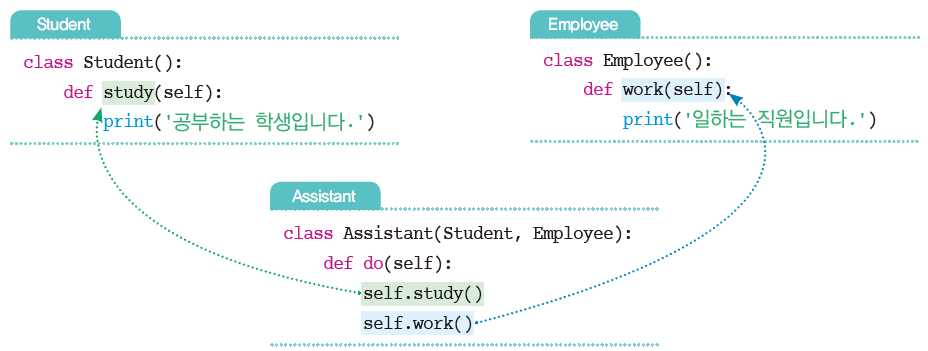 Student
class Student():
def study(self):
print('공부하는 학생입니다.')
Employee
class Employee():
def work(self):
print('일하는 직원입니다.')
Assistant
class Assistant(Student, Employee):
def do(self):
self.study()
self.work()